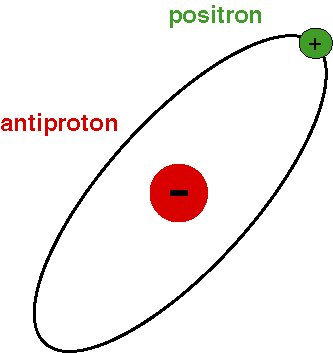 positron
+
antiproton
-